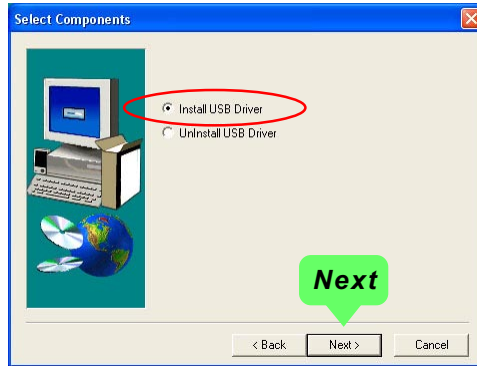 Select Components
Install USB Driver
UnInstall USB Driver
Next
< Back
Next >
Cancel